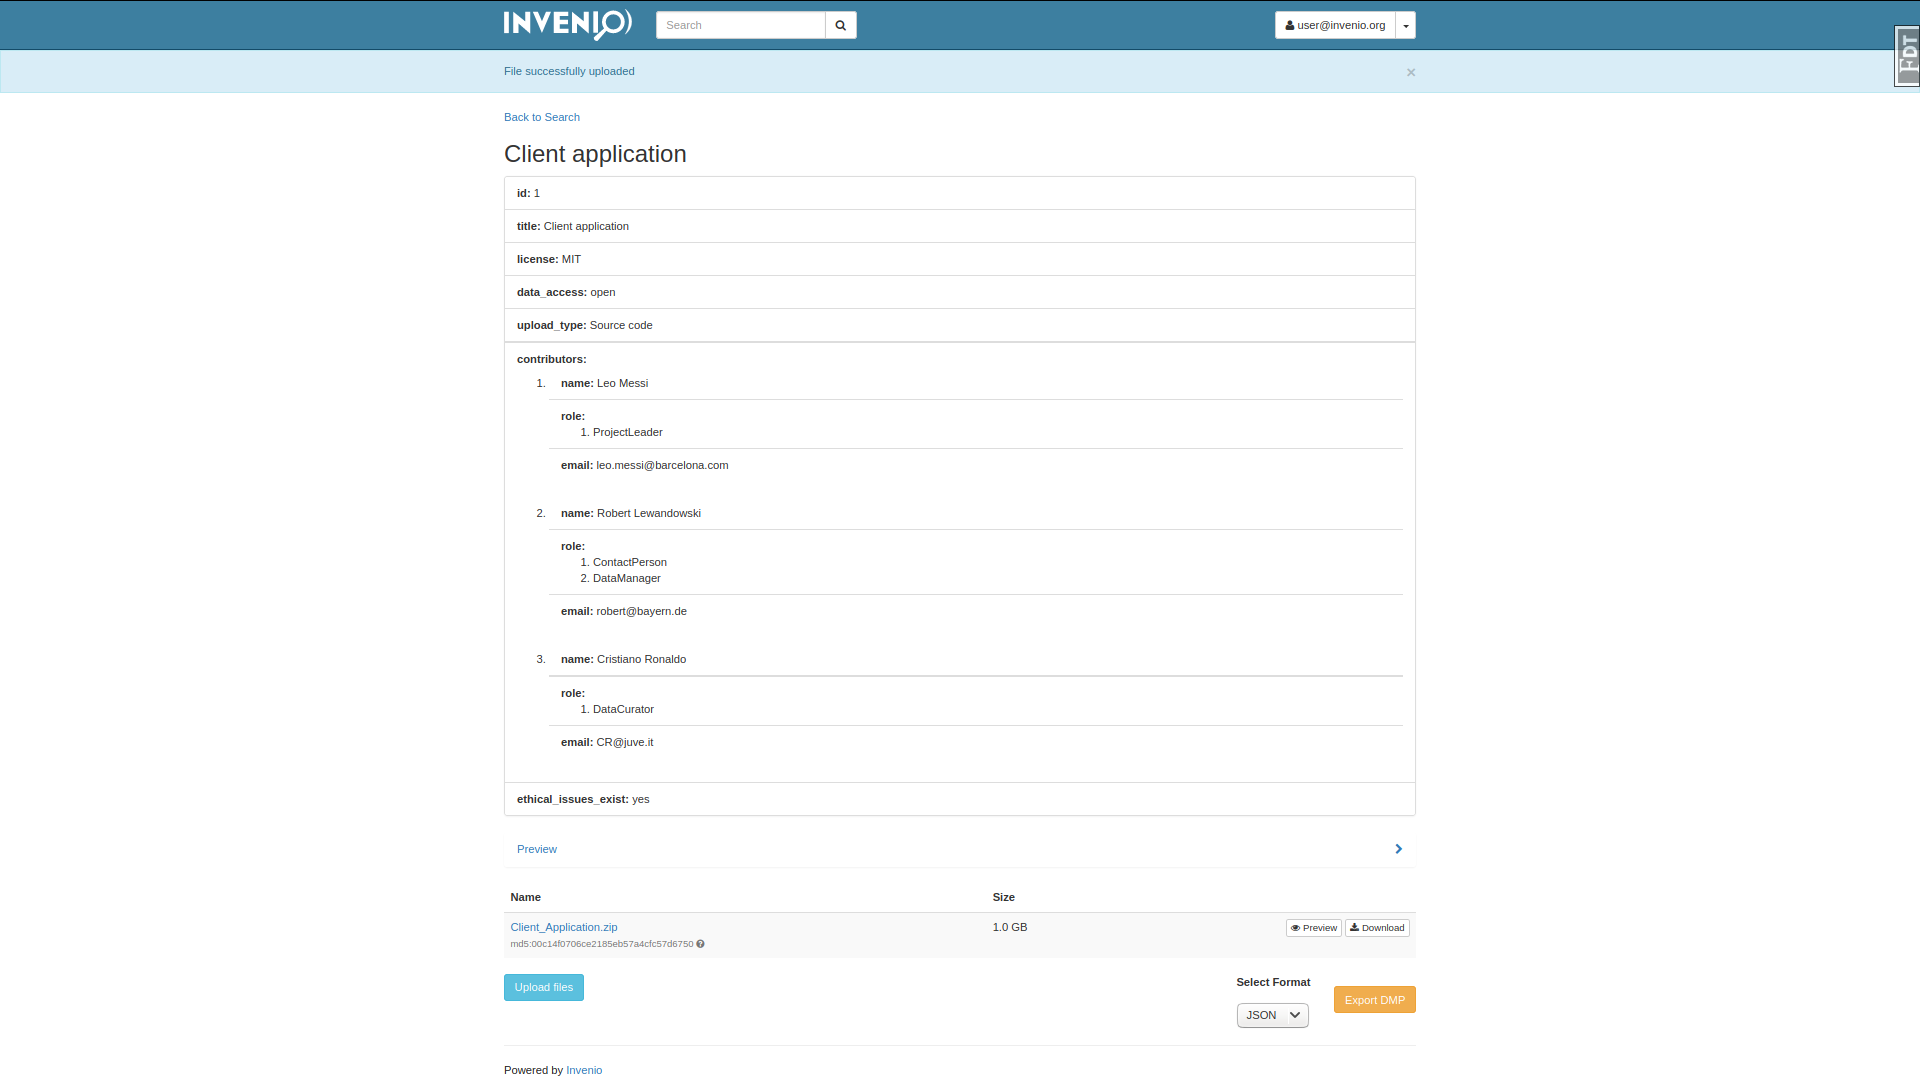 INVENIO
Search
user@invenio.org
FDT
File successfully uploaded
×
Back to Search
Client application
id: 1
title: Client application
license: MIT
data_access: open
upload_type: Source code
contributors:
1. name: Leo Messi
role:
1. ProjectLeader
email: leo.messi@barcelona.com
2. name: Robert Lewandowski
role:
1. ContactPerson
2. DataManager
email: robert@bayern.de
3. name: Cristiano Ronaldo
role:
1. DataCurator
email: CR@juve.it
ethical_issues_exist: yes
Preview
Name Size
Client_Application.zip 1.0 GB Preview Download
md5:00c14f0706ce2185eb57a4cfc57d6750
Upload files
Select Format
JSON
Export DMP
Powered by Invenio